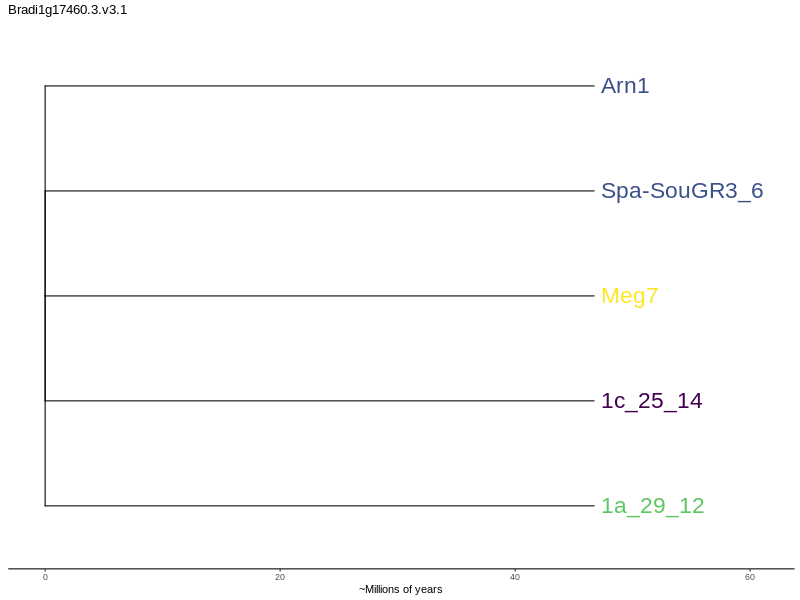 Bradi1g17460.3.v3.1
Arn1
Spa-SouGR3_6
Meg7
1c_25_14
1a_29_12
0 20 40 60
~Millions of years